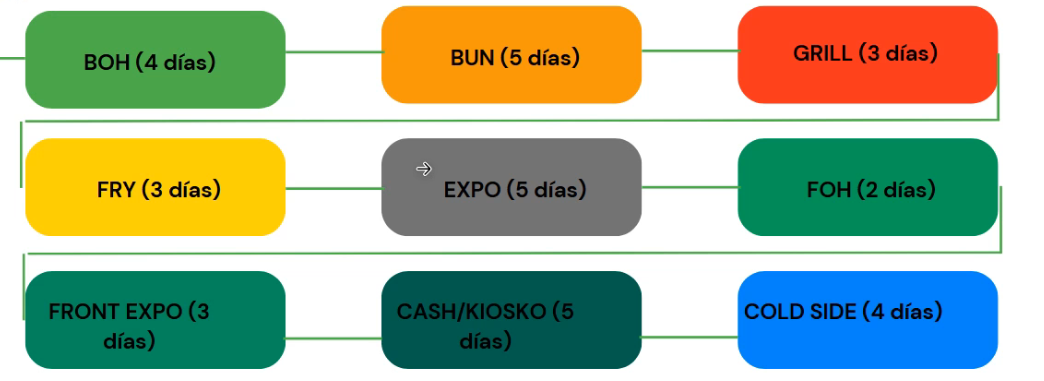 BOH (4 días)
BUN (5 días)
GRILL (3 días)
FRY (3 días)
EXPO (5 días)
FOH (2 días)
FRONT EXPO (3
días)
CASH/KIOSKO (5
días)
COLD SIDE (4 días)